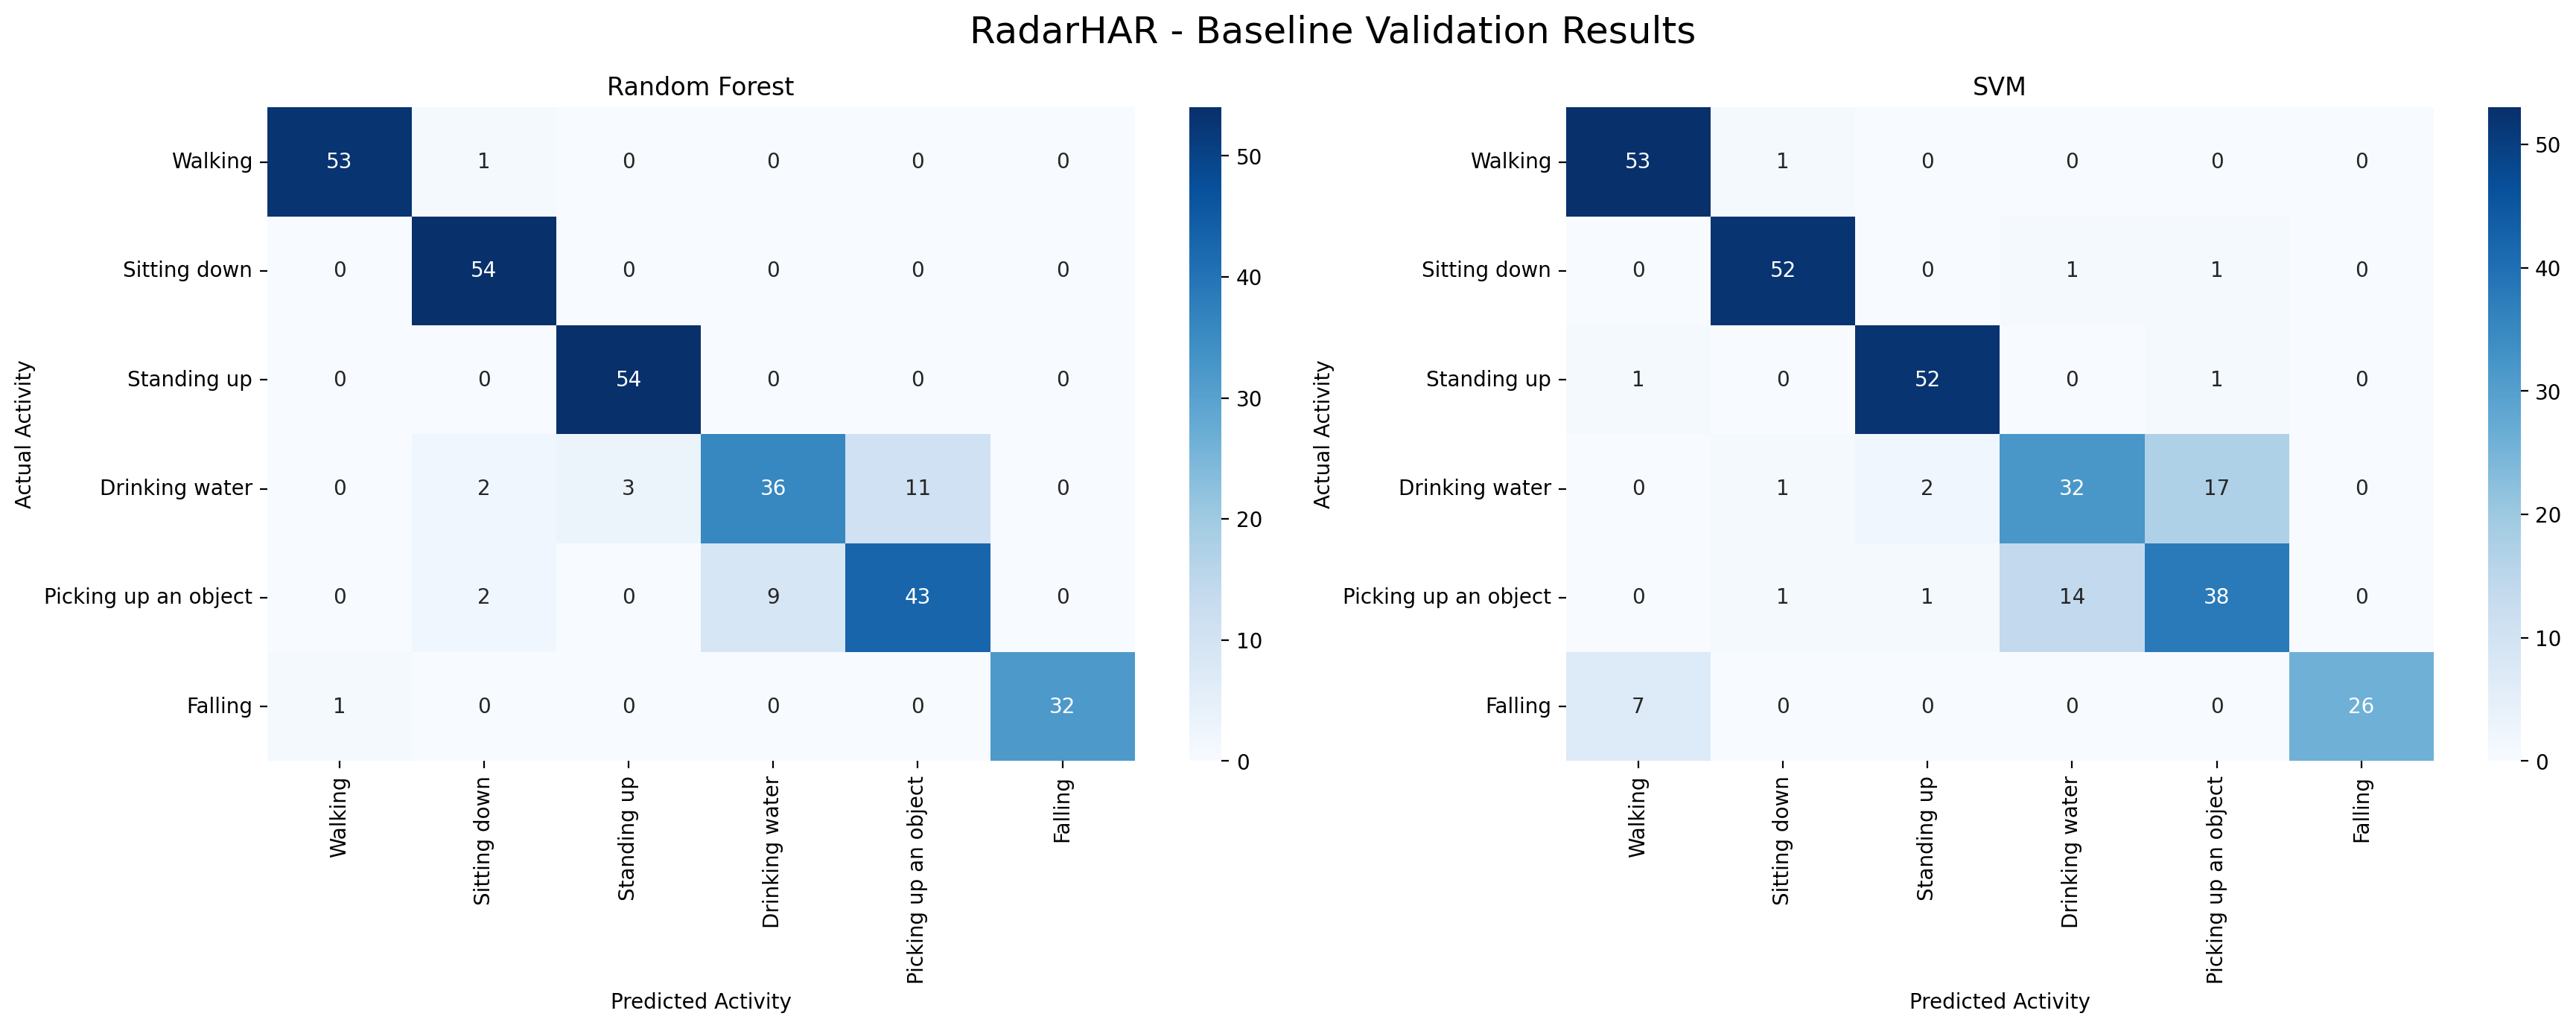 RadarHAR - Baseline Validation Results
Random Forest
Actual Activity
Walking 53 1 0 0 0 0
Sitting down 0 54 0 0 0 0
Standing up 0 0 54 0 0 0
Drinking water 0 2 3 36 11 0
Picking up an object 0 2 0 9 43 0
Falling 1 0 0 0 0 32
Walking Sitting down Standing up Drinking water Picking up an object Falling
Predicted Activity
50
40
30
20
10
0
SVM
Actual Activity
Walking 53 1 0 0 0 0
Sitting down 0 52 0 1 1 0
Standing up 1 0 52 0 1 0
Drinking water 0 1 2 32 17 0
Picking up an object 0 1 1 14 38 0
Falling 7 0 0 0 0 26
Walking Sitting down Standing up Drinking water Picking up an object Falling
Predicted Activity
50
40
30
20
10
0